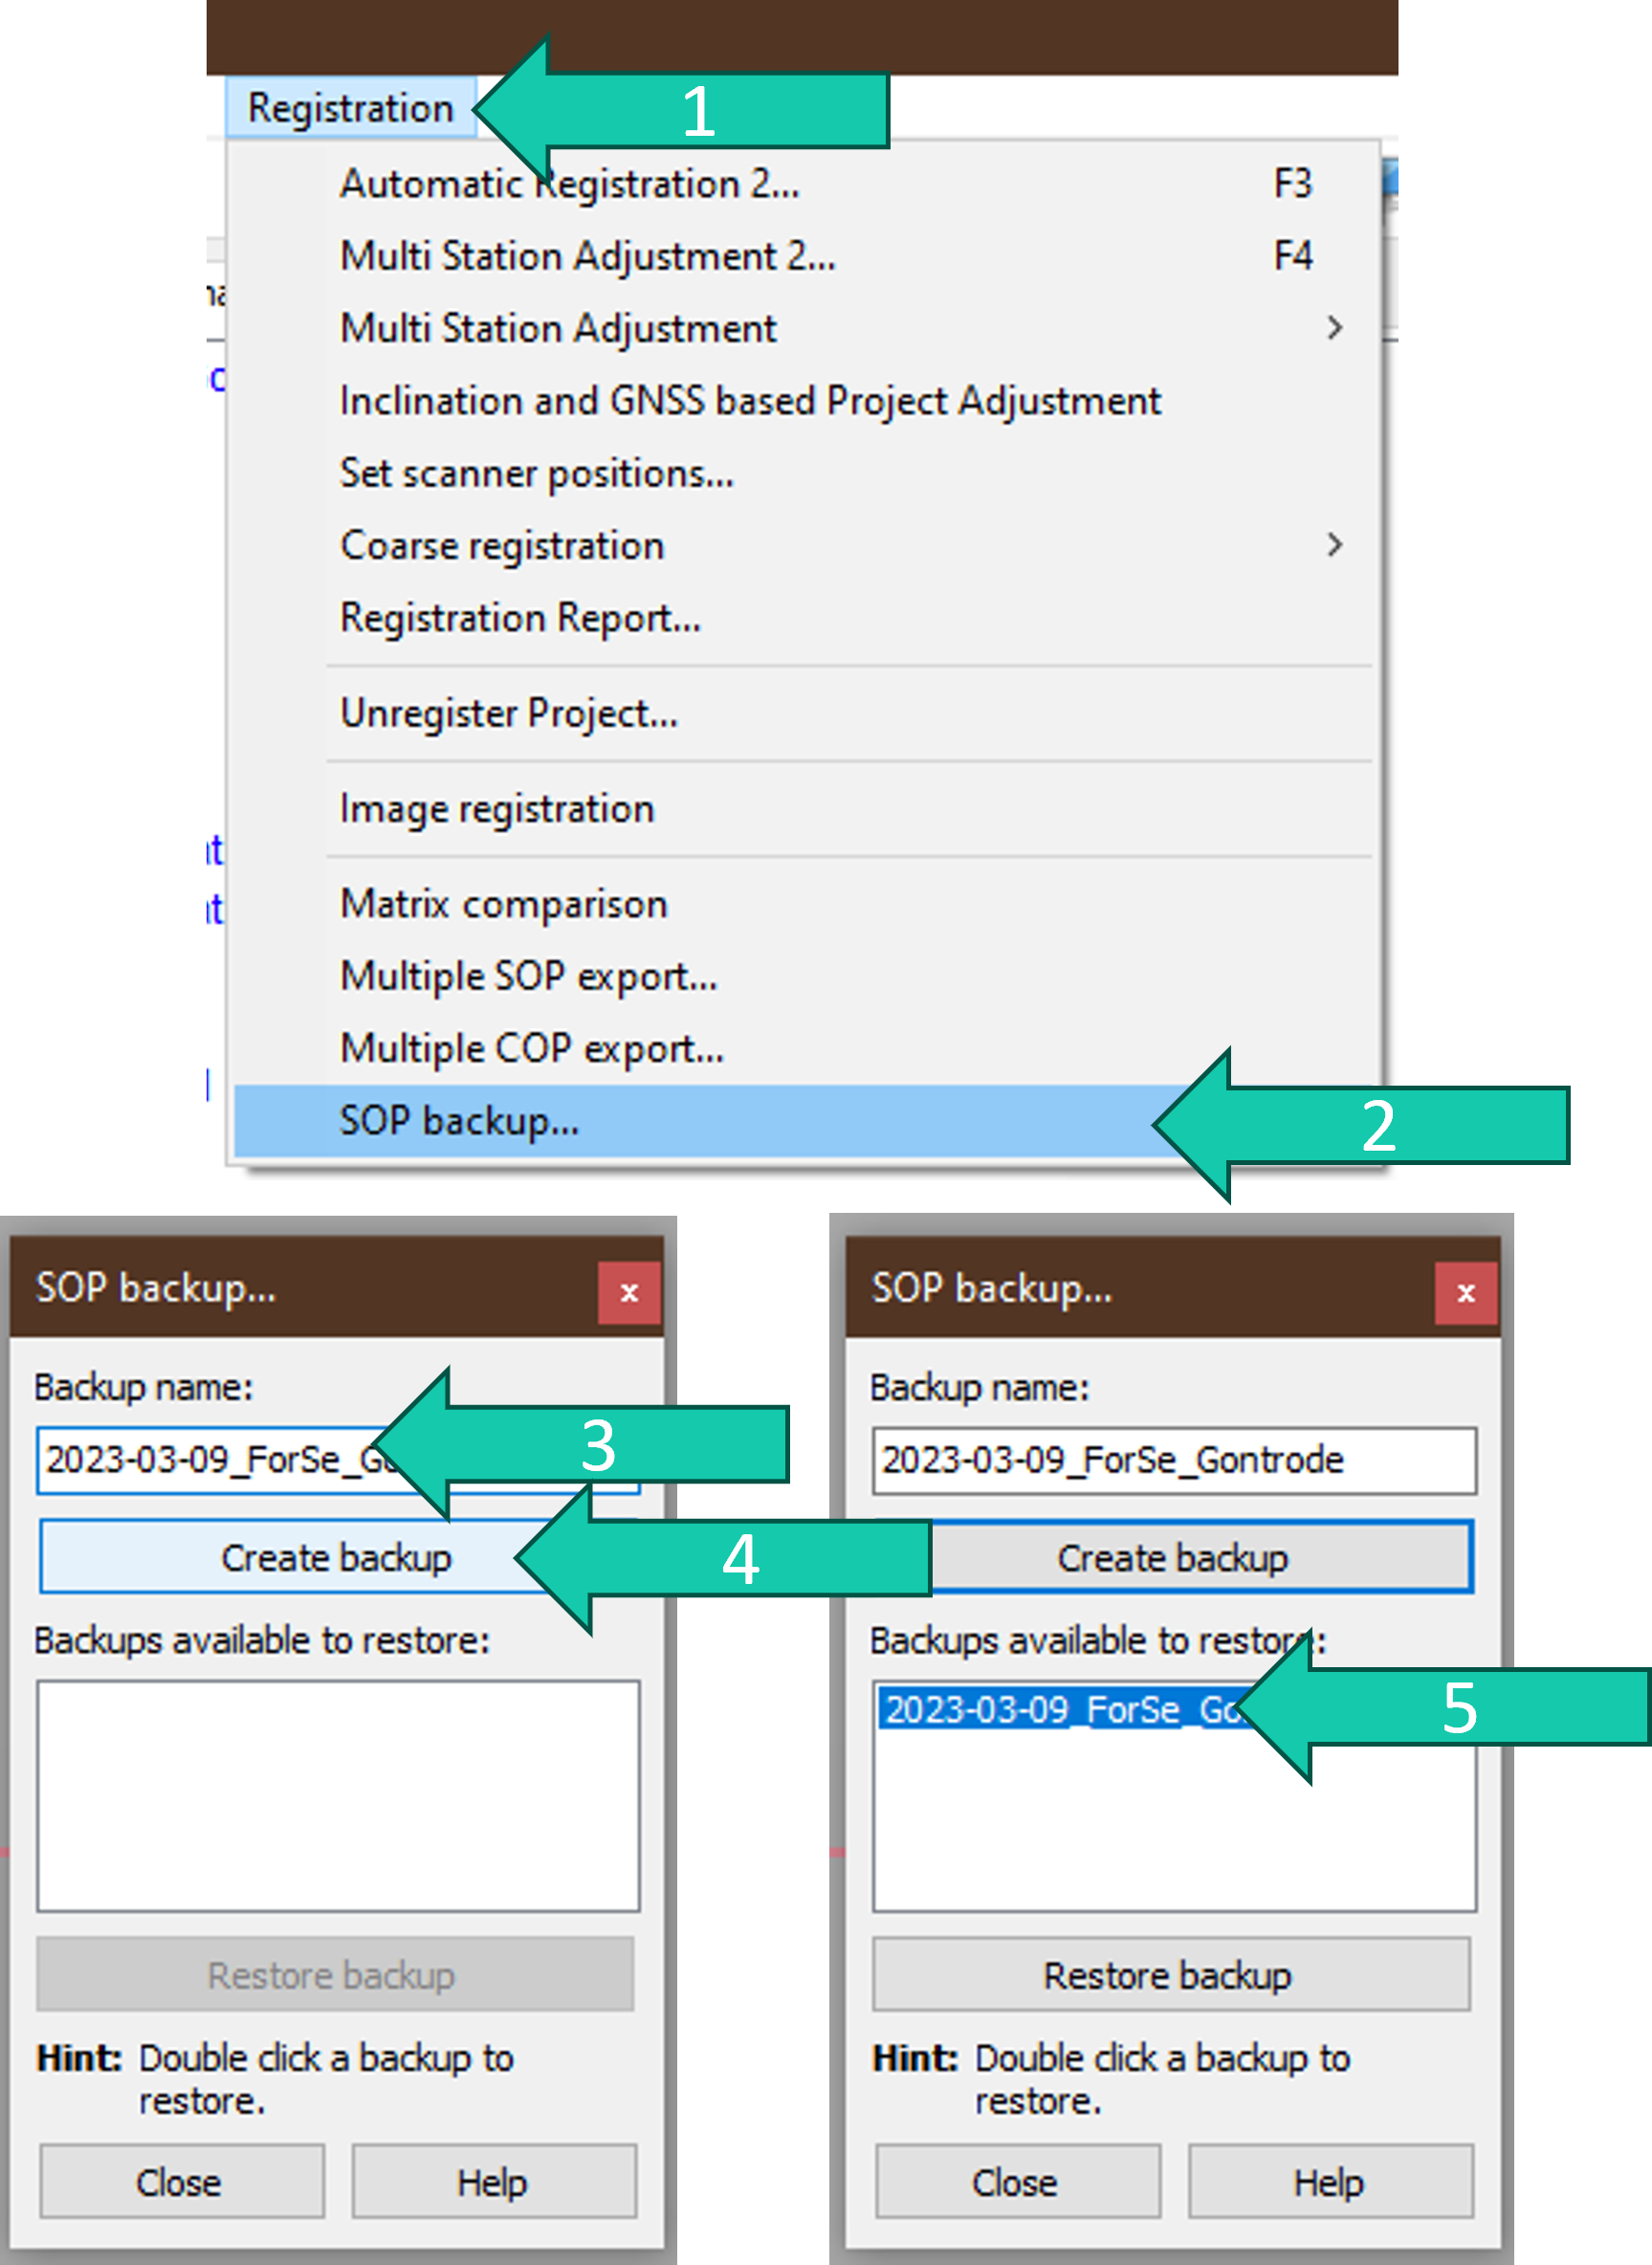 Registration
1
Automatic Registration 2... F3
Multi Station Adjustment 2... F4
Multi Station Adjustment >
Inclination and GNSS based Project Adjustment
Set scanner positions...
Coarse registration >
Registration Report...
Unregister Project...
Image registration
Matrix comparison
Multiple SOP export...
Multiple COP export...
SOP backup...
2
SOP backup... x
Backup name:
2023-03-09_ForSe_Go
3
Create backup
4
Backups available to restore:
Restore backup
Hint: Double click a backup to
restore.
Close Help
SOP backup... x
Backup name:
2023-03-09_ForSe_Gontrode
Create backup
Backups available to restore:
2023-03-09_ForSe_Go
5
Restore backup
Hint: Double click a backup to
restore.
Close Help